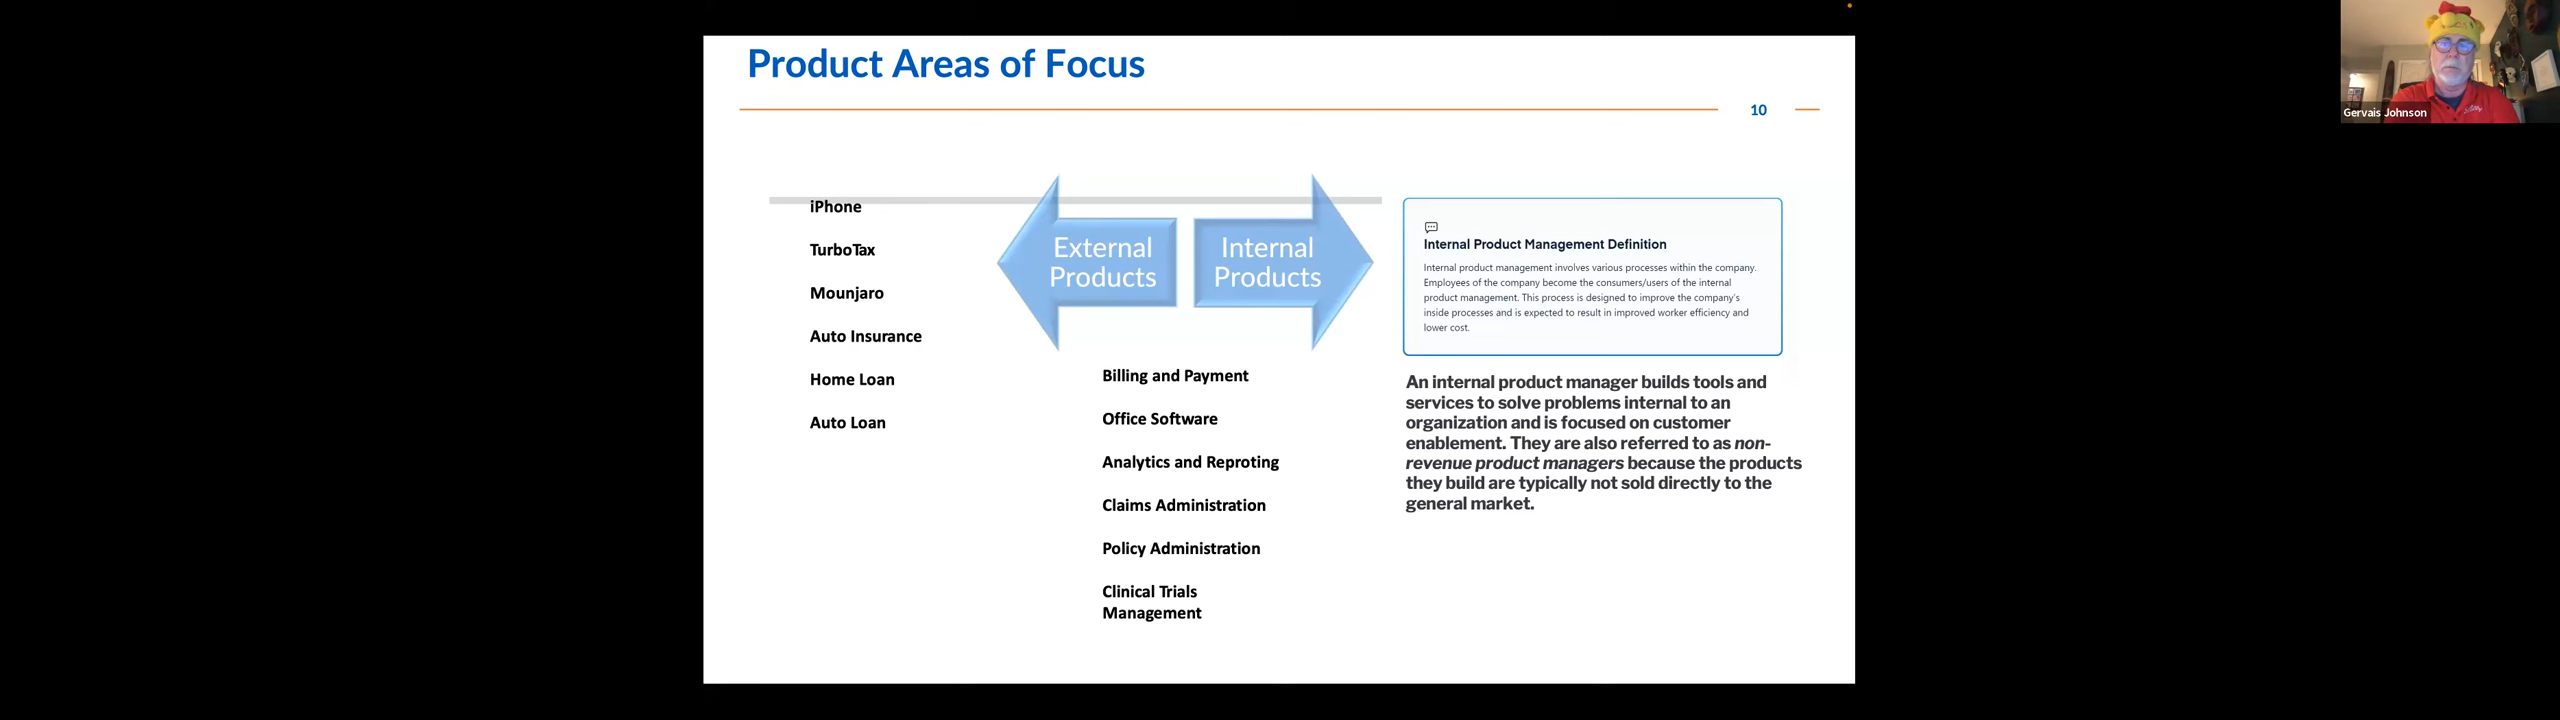 Product Areas of Focus
10
iPhone
TurboTax
Mounjaro
Auto Insurance
Home Loan
Auto Loan
External
Products
Internal
Products
Billing and Payment
Office Software
Analytics and Reproting
Claims Administration
Policy Administration
Clinical Trials
Management
Internal Product Management Definition
Internal product management involves various processes within the company.
Employees of the company become the consumers/users of the internal
product management. This process is designed to improve the company's
inside processes and is expected to result in improved worker efficiency and
lower cost.
An internal product manager builds tools and
services to solve problems internal to an
organization and is focused on customer
enablement. They are also referred to as non-
revenue product managers because the products
they build are typically not sold directly to the
general market.
Gervais Johnson